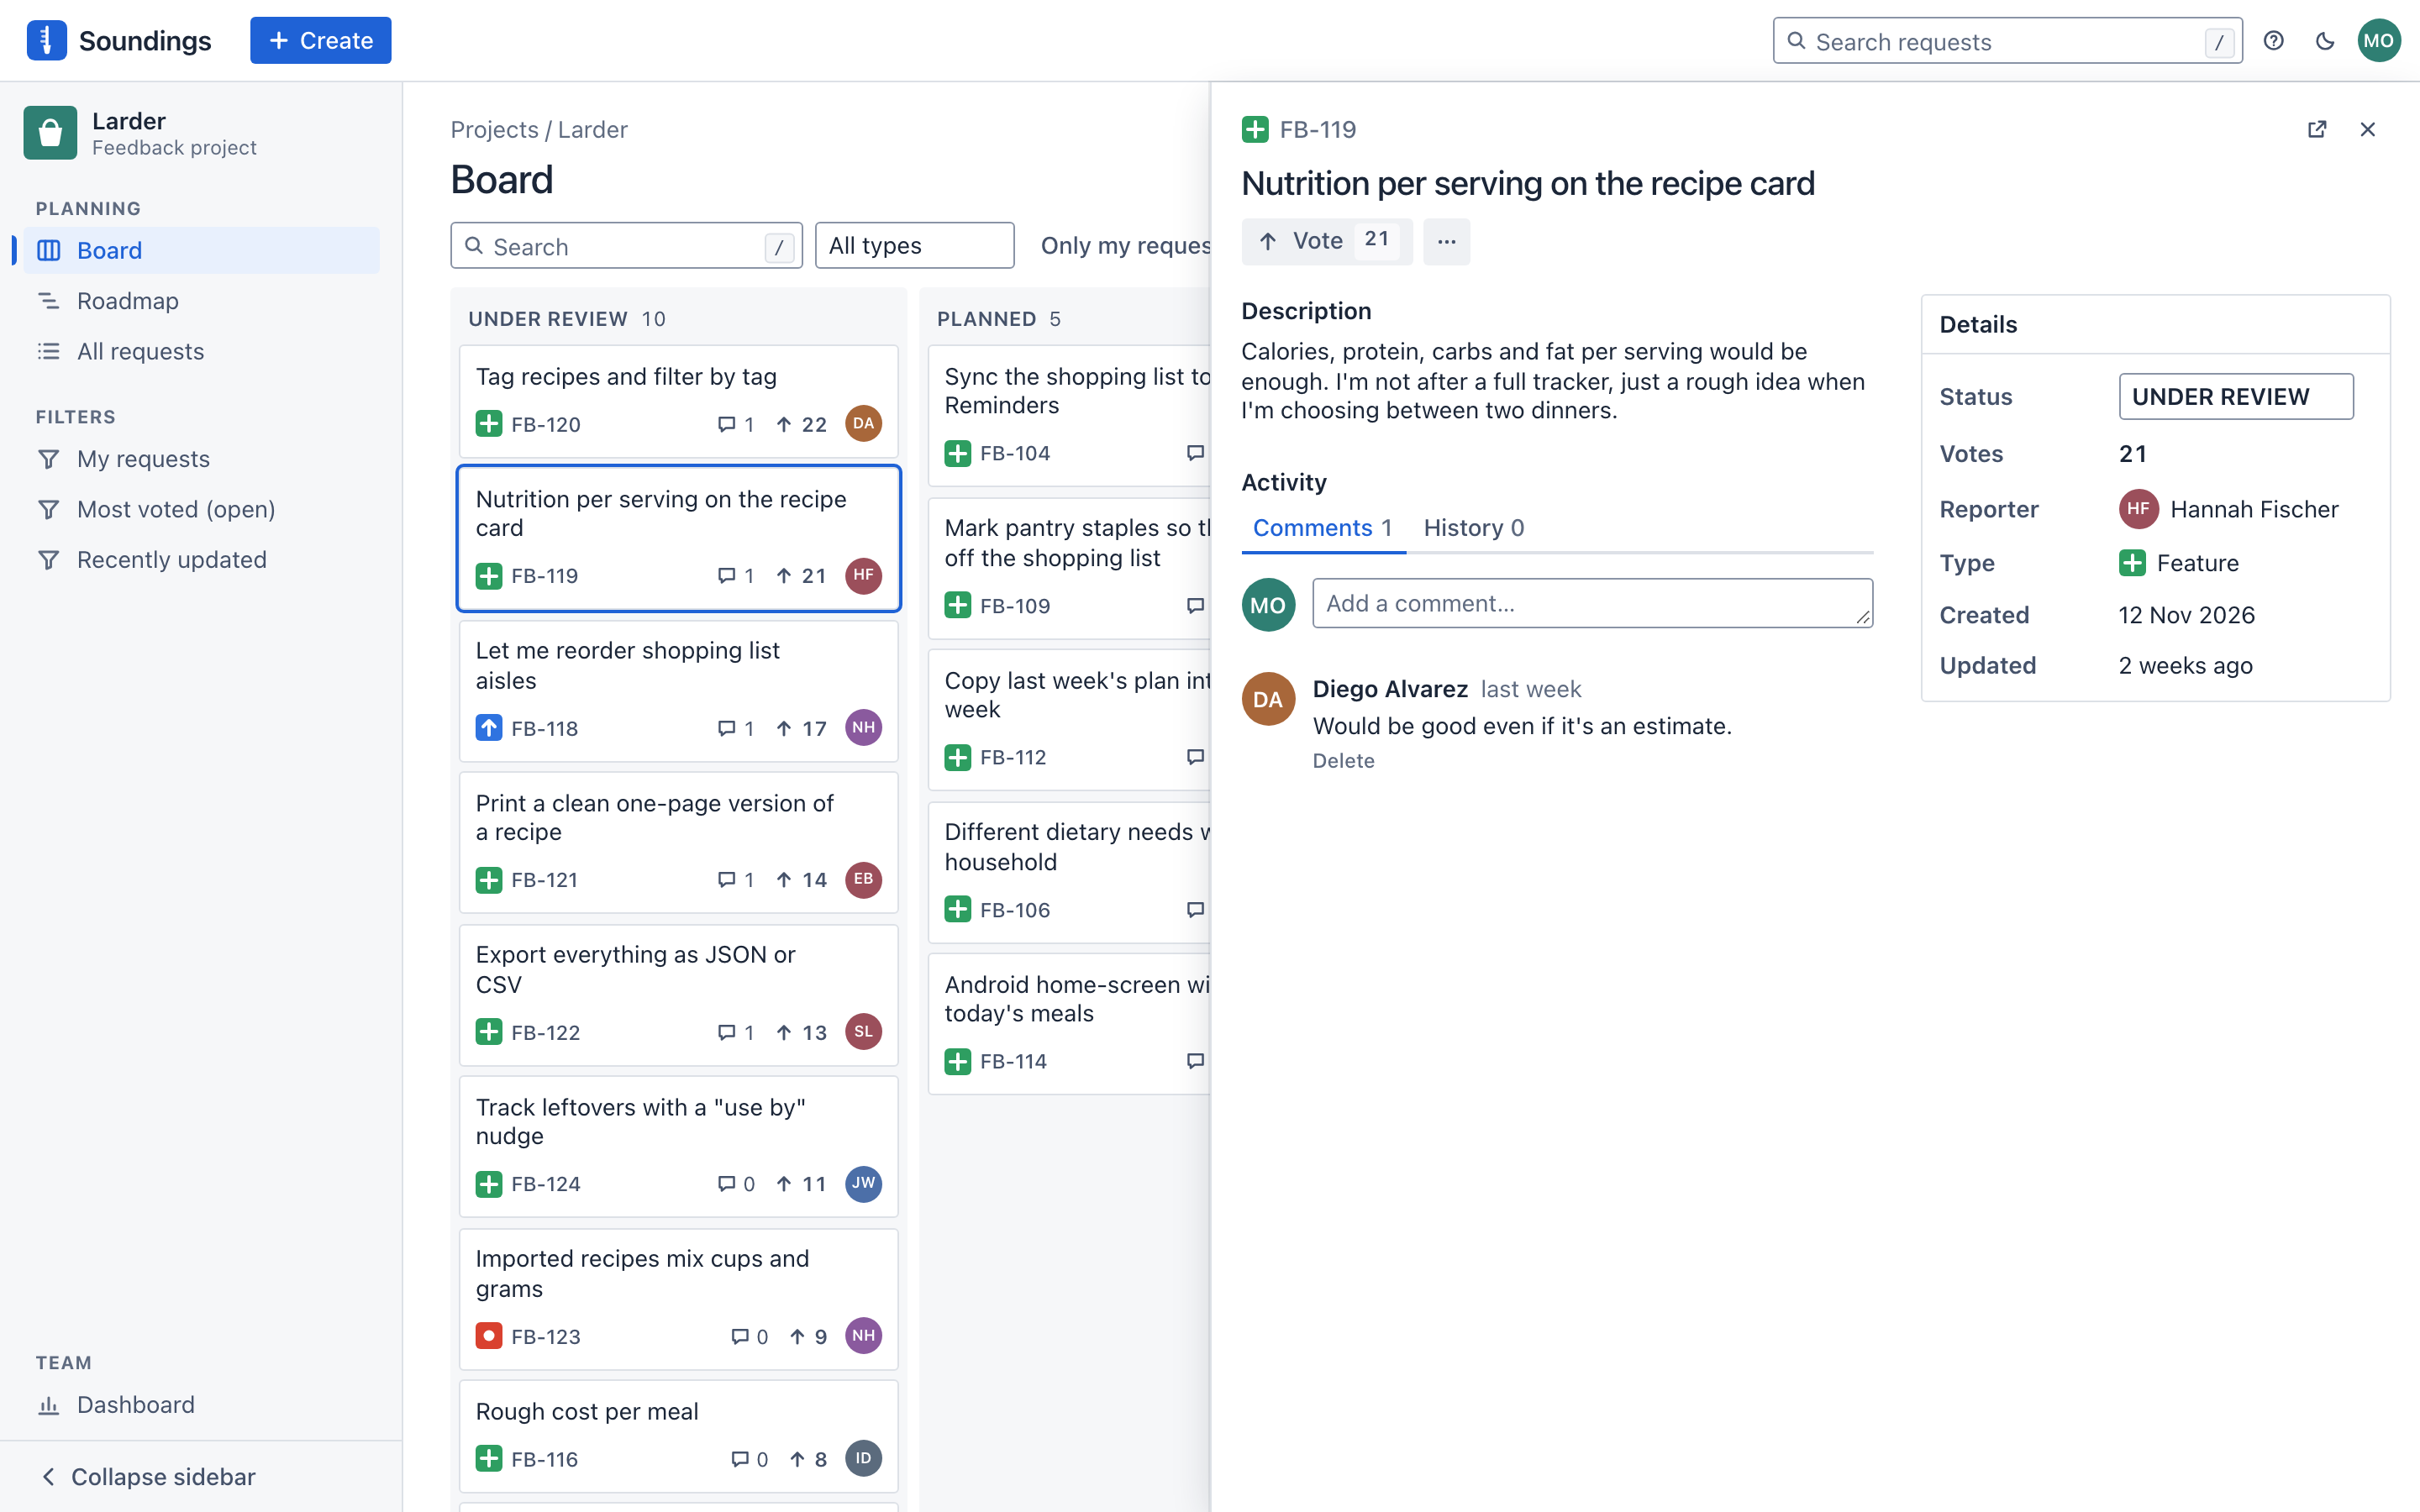 Soundings
Create
Search requests
/
MO
Larder
Feedback project
PLANNING
Board
Roadmap
All requests
FILTERS
My requests
Most voted (open)
Recently updated
TEAM
Dashboard
Collapse sidebar
Projects / Larder
Board
Search /
All types
Only my reques
UNDER REVIEW 10
Tag recipes and filter by tag
FB-120 1 22 DA
Nutrition per serving on the recipe
card
FB-119 1 21 HF
Let me reorder shopping list
aisles
FB-118 1 17 NH
Print a clean one-page version of
a recipe
FB-121 1 14 EB
Export everything as JSON or
CSV
FB-122 1 13 SL
Track leftovers with a "use by"
nudge
FB-124 0 11 JW
Imported recipes mix cups and
grams
FB-123 0 9 NH
Rough cost per meal
FB-116 0 8 ID
PLANNED 5
Sync the shopping list to
Reminders
FB-104
Mark pantry staples so t
off the shopping list
FB-109
Copy last week's plan int
week
FB-112
Different dietary needs w
household
FB-106
Android home-screen wi
today's meals
FB-114
FB-119
Nutrition per serving on the recipe card
Vote 21
Description
Calories, protein, carbs and fat per serving would be
enough. I'm not after a full tracker, just a rough idea when
I'm choosing between two dinners.
Activity
Comments 1 History 0
MO Add a comment...
DA Diego Alvarez last week
Would be good even if it's an estimate.
Delete
Details
Status UNDER REVIEW
Votes 21
Reporter HF Hannah Fischer
Type Feature
Created 12 Nov 2026
Updated 2 weeks ago